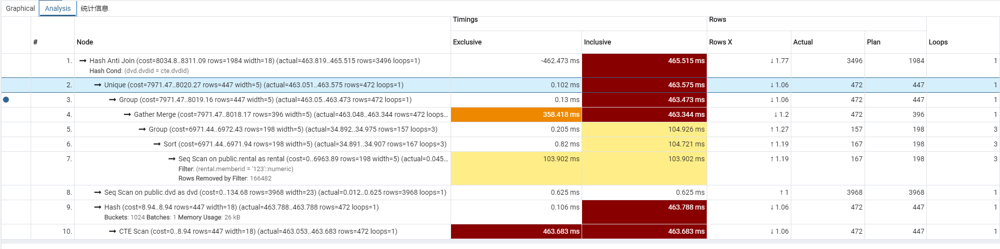 Graphical Analysis 统计信息
Timings Rows
# Node Exclusive Inclusive Rows X Actual Plan Loops
1. Hash Anti Join (cost=8034.8..8311.09 rows=1984 width=18) (actual=463.819..465.515 rows=3496 loops=1) -462.473 ms 465.515 ms ↓ 1.77 3496 1984 1
Hash Cond: (dvd.dvdid = cte.dvdid)
2. Unique (cost=7971.47..8020.27 rows=447 width=5) (actual=463.051..463.575 rows=472 loops=1) 0.102 ms 463.575 ms ↓ 1.06 472 447 1
3. Group (cost=7971.47..8019.16 rows=447 width=5) (actual=463.05..463.473 rows=472 loops=1) 0.13 ms 463.473 ms ↓ 1.06 472 447 1
4. Gather Merge (cost=7971.47..8018.17 rows=396 width=5) (actual=463.048..463.344 rows=472 loops... 358.418 ms 463.344 ms ↓ 1.2 472 396 1
5. Group (cost=6971.44..6972.43 rows=198 width=5) (actual=34.892..34.975 rows=157 loops=3) 0.205 ms 104.926 ms ↑ 1.27 157 198 3
6. Sort (cost=6971.44..6971.94 rows=198 width=5) (actual=34.891..34.907 rows=167 loops=3) 0.82 ms 104.721 ms ↑ 1.19 167 198 3
7. Seq Scan on public.rental as rental (cost=0..6963.89 rows=198 width=5) (actual=0.045... 103.902 ms 103.902 ms ↑ 1.19 167 198 3
Filter: (rental.memberid = '123'::numeric)
Rows Removed by Filter: 166482
8. Seq Scan on public.dvd as dvd (cost=0..134.68 rows=3968 width=23) (actual=0.012..0.625 rows=3968 loops=1) 0.625 ms 0.625 ms ↑ 1 3968 3968 1
9. Hash (cost=8.94..8.94 rows=447 width=18) (actual=463.788..463.788 rows=472 loops=1) 0.106 ms 463.788 ms ↓ 1.06 472 447 1
Buckets: 1024 Batches: 1 Memory Usage: 26 kB
10. CTE Scan (cost=0..8.94 rows=447 width=18) (actual=463.053..463.683 rows=472 loops=1) 463.683 ms 463.683 ms ↓ 1.06 472 447 1